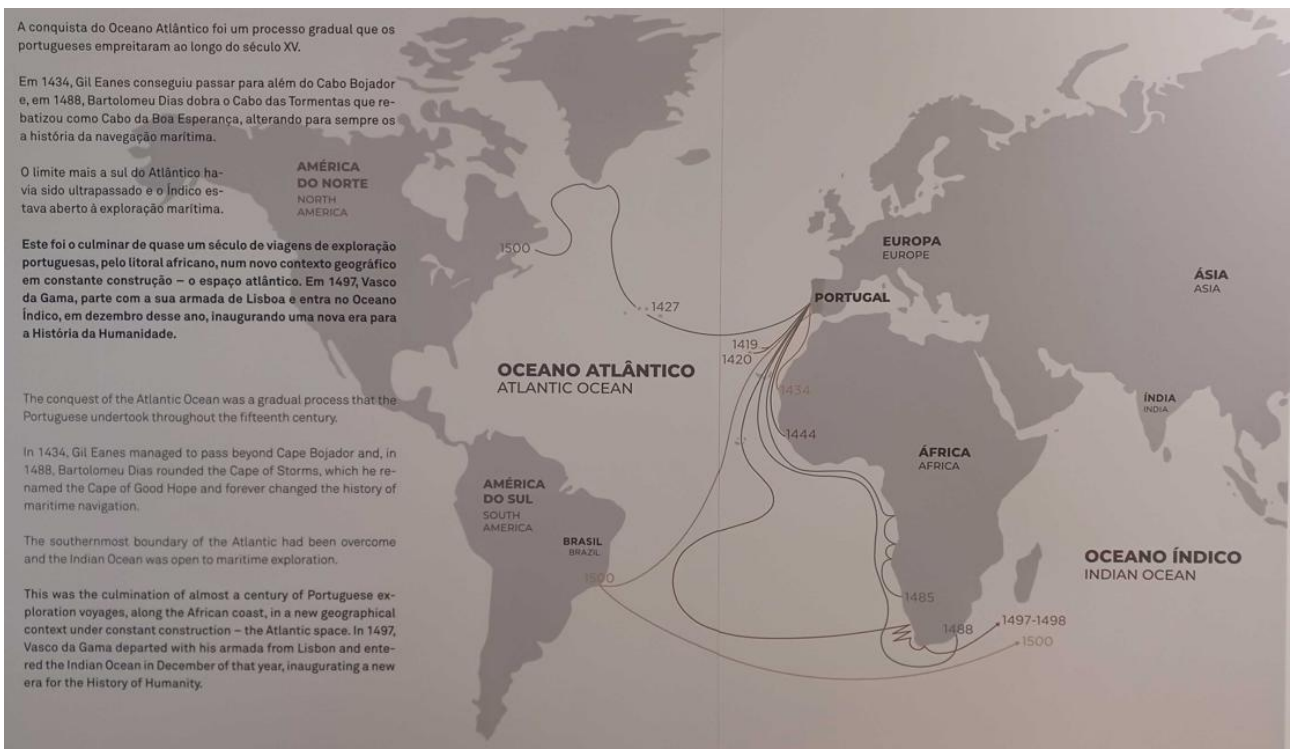 A conquista do Oceano Atlântico foi um processo gradual que os
portugueses empreitaram ao longo do século XV.
Em 1434, Gil Eanes conseguiu passar para além do Cabo Bojador
e, em 1488, Bartolomeu Dias dobra o Cabo das Tormentas que re-
batizou como Cabo da Boa Esperança, alterando para sempre os
a história da navegação marítima.
O limite mais a sul do Atlântico ha-
via sido ultrapassado e o Índico es-
tava aberto à exploração marítima.
Este foi o culminar de quase um século de viagens de exploração
portuguesas, pelo litoral africano, num novo contexto geográfico
em constante construção – o espaço atlântico. Em 1497, Vasco
da Gama, parte com a sua armada de Lisboa e entra no Oceano
Índico, em dezembro desse ano, inaugurando uma nova era para
a História da Humanidade.
The conquest of the Atlantic Ocean was a gradual process that the
Portuguese undertook throughout the fifteenth century.
In 1434, Gil Eanes managed to pass beyond Cape Bojador and, in
1488, Bartolomeu Dias rounded the Cape of Storms, which he re-
named the Cape of Good Hope and forever changed the history of
maritime navigation.
The southernmost boundary of the Atlantic had been overcome
and the Indian Ocean was open to maritime exploration.
This was the culmination of almost a century of Portuguese ex-
ploration voyages, along the African coast, in a new geographical
context under constant construction – the Atlantic space. In 1497,
Vasco da Gama departed with his armada from Lisbon and ente-
red the Indian Ocean in December of that year, inaugurating a new
era for the History of Humanity.
AMÉRICA
DO NORTE
NORTH
AMERICA
1500
1427
EUROPA
EUROPE
ÁSIA
ASIA
PORTUGAL
1419
1420
OCEANO ATLÂNTICO
ATLANTIC OCEAN
1434
1444
ÍNDIA
INDIA
ÁFRICA
AFRICA
AMÉRICA
DO SUL
SOUTH
AMERICA
BRASIL
BRAZIL
1500
OCEANO ÍNDICO
INDIAN OCEAN
1485
1488
1497-1498
1500